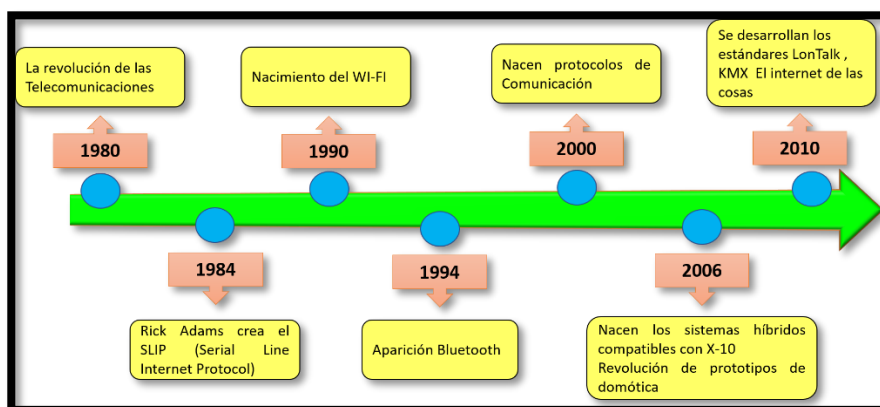 La revolución de las
Telecomunicaciones
1980
1984
Rick Adams crea el
SLIP (Serial Line
Internet Protocol)
Nacimiento del WI-FI
1990
1994
Aparición Bluetooth
Nacen protocolos de
Comunicación
2000
2006
Nacen los sistemas híbridos
compatibles con X-10
Revolución de prototipos de
domótica
Se desarrollan los
estándares LonTalk ,
KMX El internet de las
cosas
2010